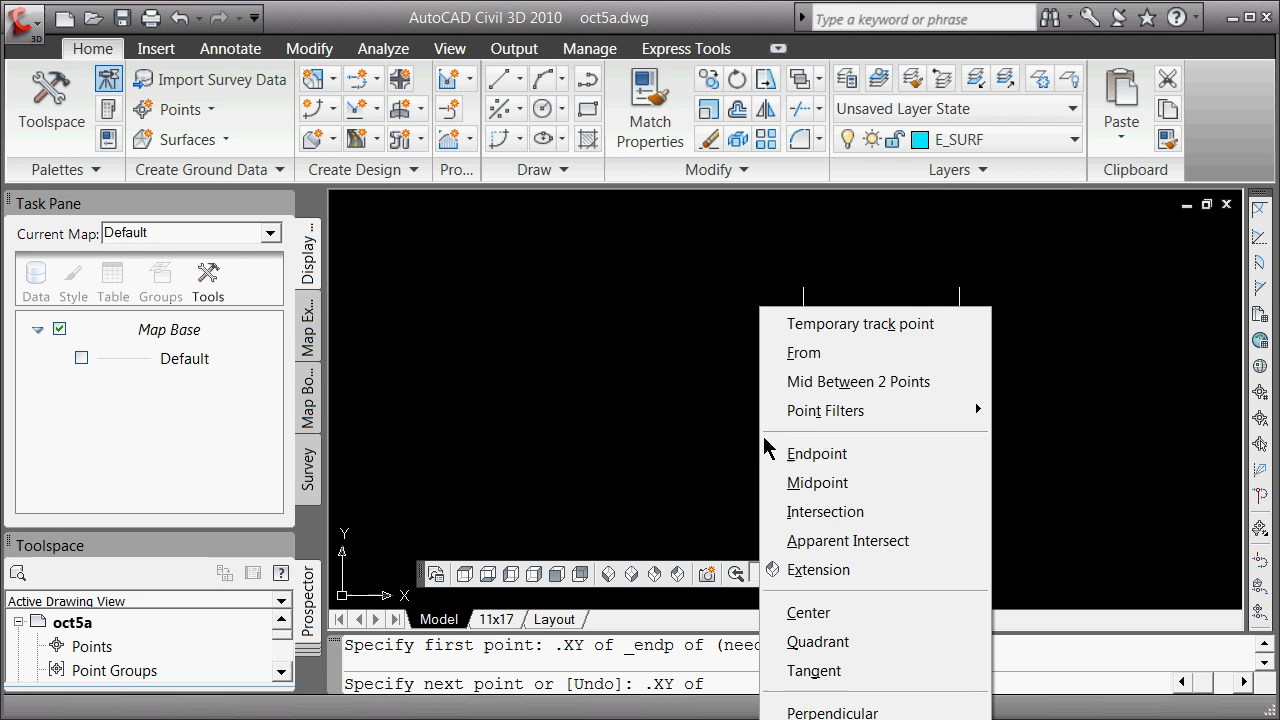 AutoCAD Civil 3D 2010 oct5a.dwg
Type a keyword or phrase
3D
Home Insert Annotate Modify Analyze View Output Manage Express Tools
Toolspace
Import Survey Data
Points
Surfaces
Match
Properties
Unsaved Layer State
E_SURF
Paste
Palettes Create Ground Data Create Design Pro... Draw Modify Layers Clipboard
Task Pane
Current Map: Default
Data Style Table Groups Tools
Map Base
Default
Display ...
Map Ex...
Map Bo...
Survey
Toolspace
Active Drawing View
oct5a
Points
Point Groups
Prospector
Y
X
Temporary track point
From
Mid Between 2 Points
Point Filters
Endpoint
Midpoint
Intersection
Apparent Intersect
Extension
Center
Quadrant
Tangent
Perpendicular
Model 11x17 Layout
Specify first point: .XY of _endp of (nee
Specify next point or [Undo]: .XY of